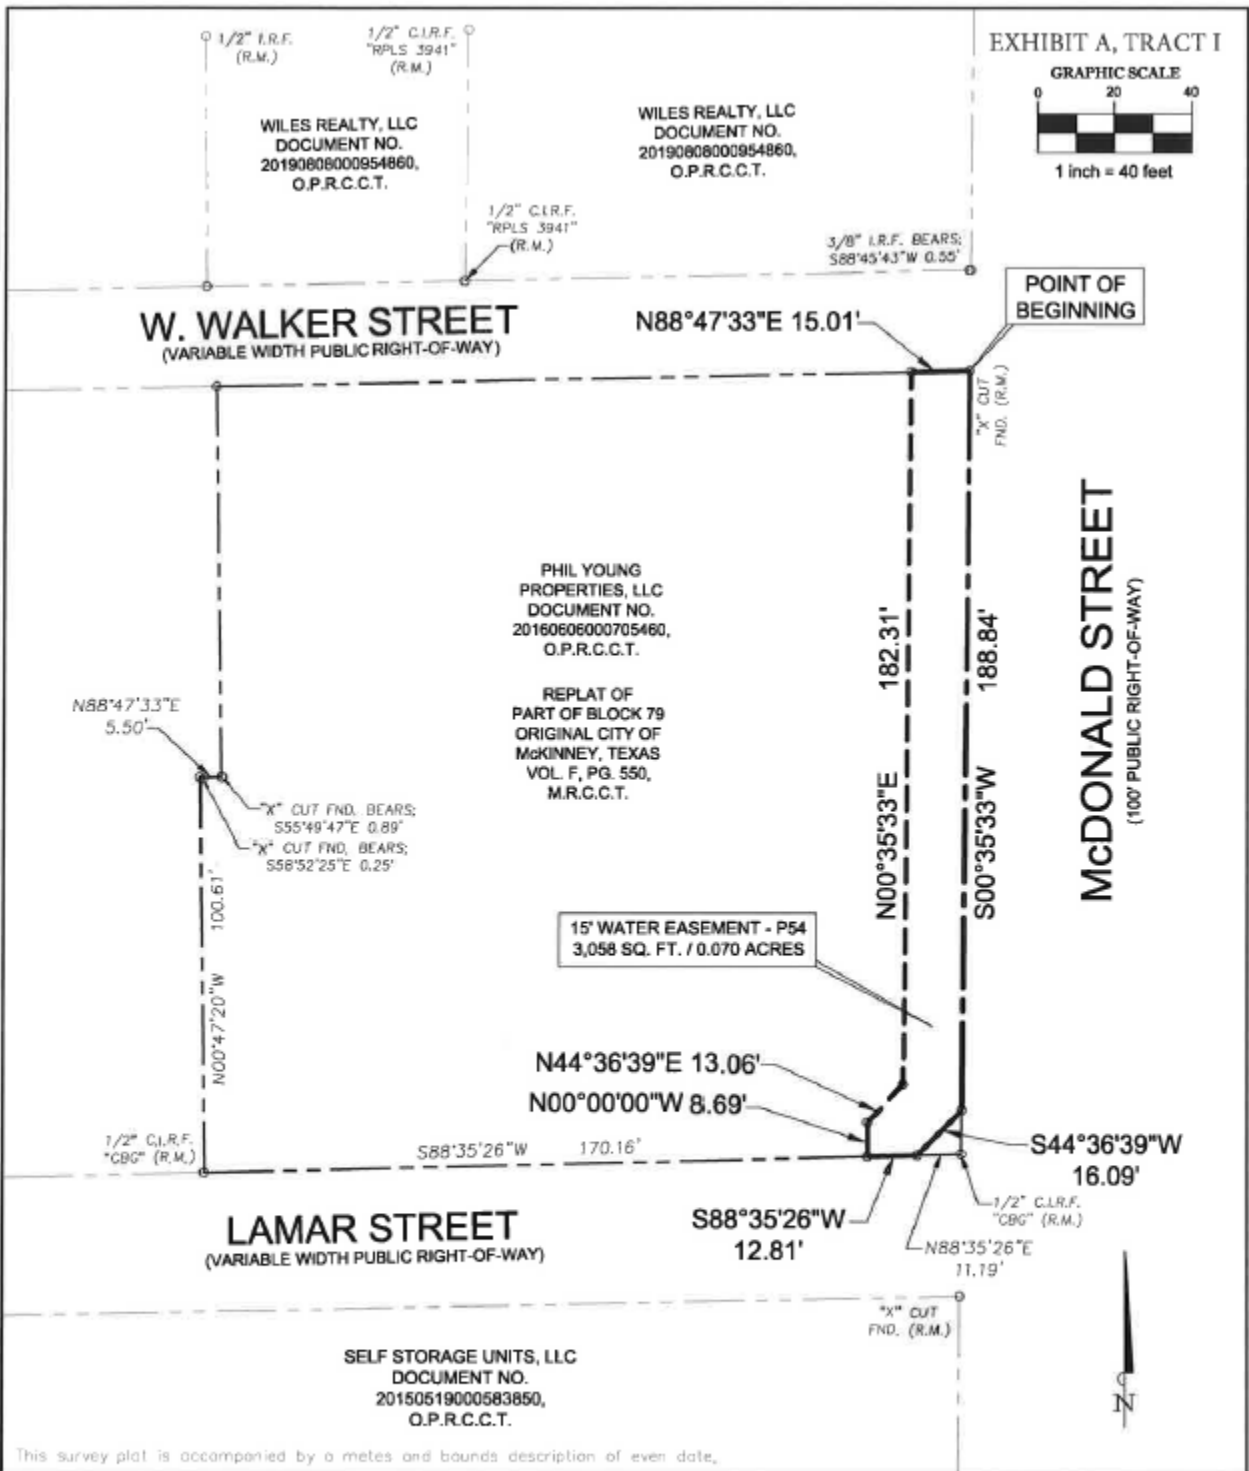 1/2" I.R.F.
(R.M.)
1/2" C.I.R.F.
"RPLS 3941"
(R.M.)
EXHIBIT A, TRACT I
GRAPHIC SCALE
0 20 40
1 inch = 40 feet
WILES REALTY, LLC
DOCUMENT NO.
20190808000954860,
O.P.R.C.C.T.
WILES REALTY, LLC
DOCUMENT NO.
20190808000954860,
O.P.R.C.C.T.
1/2" C.I.R.F.
"RPLS 3941"
(R.M.)
3/8" I.R.F. BEARS;
S88°45'43"W 0.55'
POINT OF
BEGINNING
W. WALKER STREET
(VARIABLE WIDTH PUBLIC RIGHT-OF-WAY)
N88°47'33"E 15.01'
"X" CUT
FND. (R.M.)
PHIL YOUNG
PROPERTIES, LLC
DOCUMENT NO.
20160606000705460,
O.P.R.C.C.T.
REPLAT OF
PART OF BLOCK 79
ORIGINAL CITY OF
McKINNEY, TEXAS
VOL. F, PG. 550,
M.R.C.C.T.
N00°35'33"E 182.31'
S00°35'33"W 188.84'
McDONALD STREET
(100' PUBLIC RIGHT-OF-WAY)
N88°47'33"E
5.50'
"X" CUT FND. BEARS;
S55°49'47"E 0.89'
"X" CUT FND. BEARS;
S58°52'25"E 0.25'
N00°47'20"W 100.61'
15' WATER EASEMENT - P54
3,058 SQ. FT. / 0.070 ACRES
N44°36'39"E 13.06'
N00°00'00"W 8.69'
1/2" C.I.R.F.
"CBG" (R.M.)
S88°35'26"W 170.16'
S44°36'39"W
16.09'
1/2" C.I.R.F.
"CBG" (R.M.)
S88°35'26"W
12.81'
N88°35'26"E
11.19'
LAMAR STREET
(VARIABLE WIDTH PUBLIC RIGHT-OF-WAY)
"X" CUT
FND. (R.M.)
SELF STORAGE UNITS, LLC
DOCUMENT NO.
20150519000583850,
O.P.R.C.C.T.
N
This survey plat is accompanied by a metes and bounds description of even date.